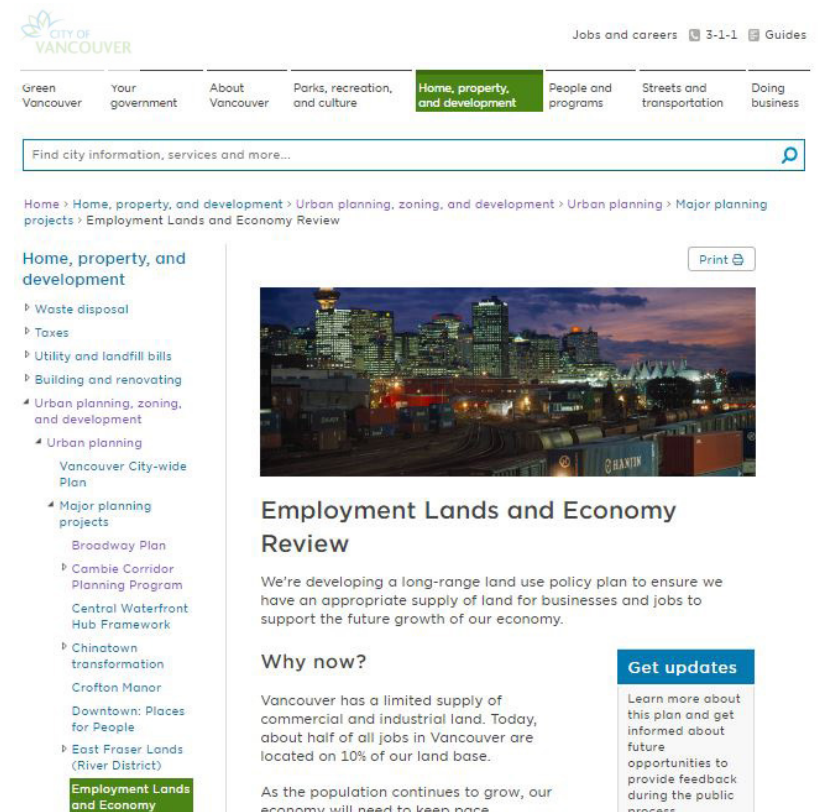 CITY OF
VANCOUVER
Jobs and careers 3-1-1 Guides
Green
Vancouver
Your
government
About
Vancouver
Parks, recreation,
and culture
Home, property,
and development
People and
programs
Streets and
transportation
Doing
business
Find city information, services and more...
Home › Home, property, and development › Urban planning, zoning, and development › Urban planning › Major planning
projects › Employment Lands and Economy Review
Home, property, and
development
Waste disposal
Taxes
Utility and landfill bills
Building and renovating
Urban planning, zoning,
and development
Urban planning
Vancouver City-wide
Plan
Major planning
projects
Broadway Plan
Cambie Corridor
Planning Program
Central Waterfront
Hub Framework
Chinatown
transformation
Crofton Manor
Downtown: Places
for People
East Fraser Lands
(River District)
Employment Lands
and Economy
Print
HANJIN
Employment Lands and Economy
Review
We're developing a long-range land use policy plan to ensure we
have an appropriate supply of land for businesses and jobs to
support the future growth of our economy.
Why now?
Vancouver has a limited supply of
commercial and industrial land. Today,
about half of all jobs in Vancouver are
located on 10% of our land base.
As the population continues to grow, our
economy will need to keep pace
Get updates
Learn more about
this plan and get
informed about
future
opportunities to
provide feedback
during the public
process